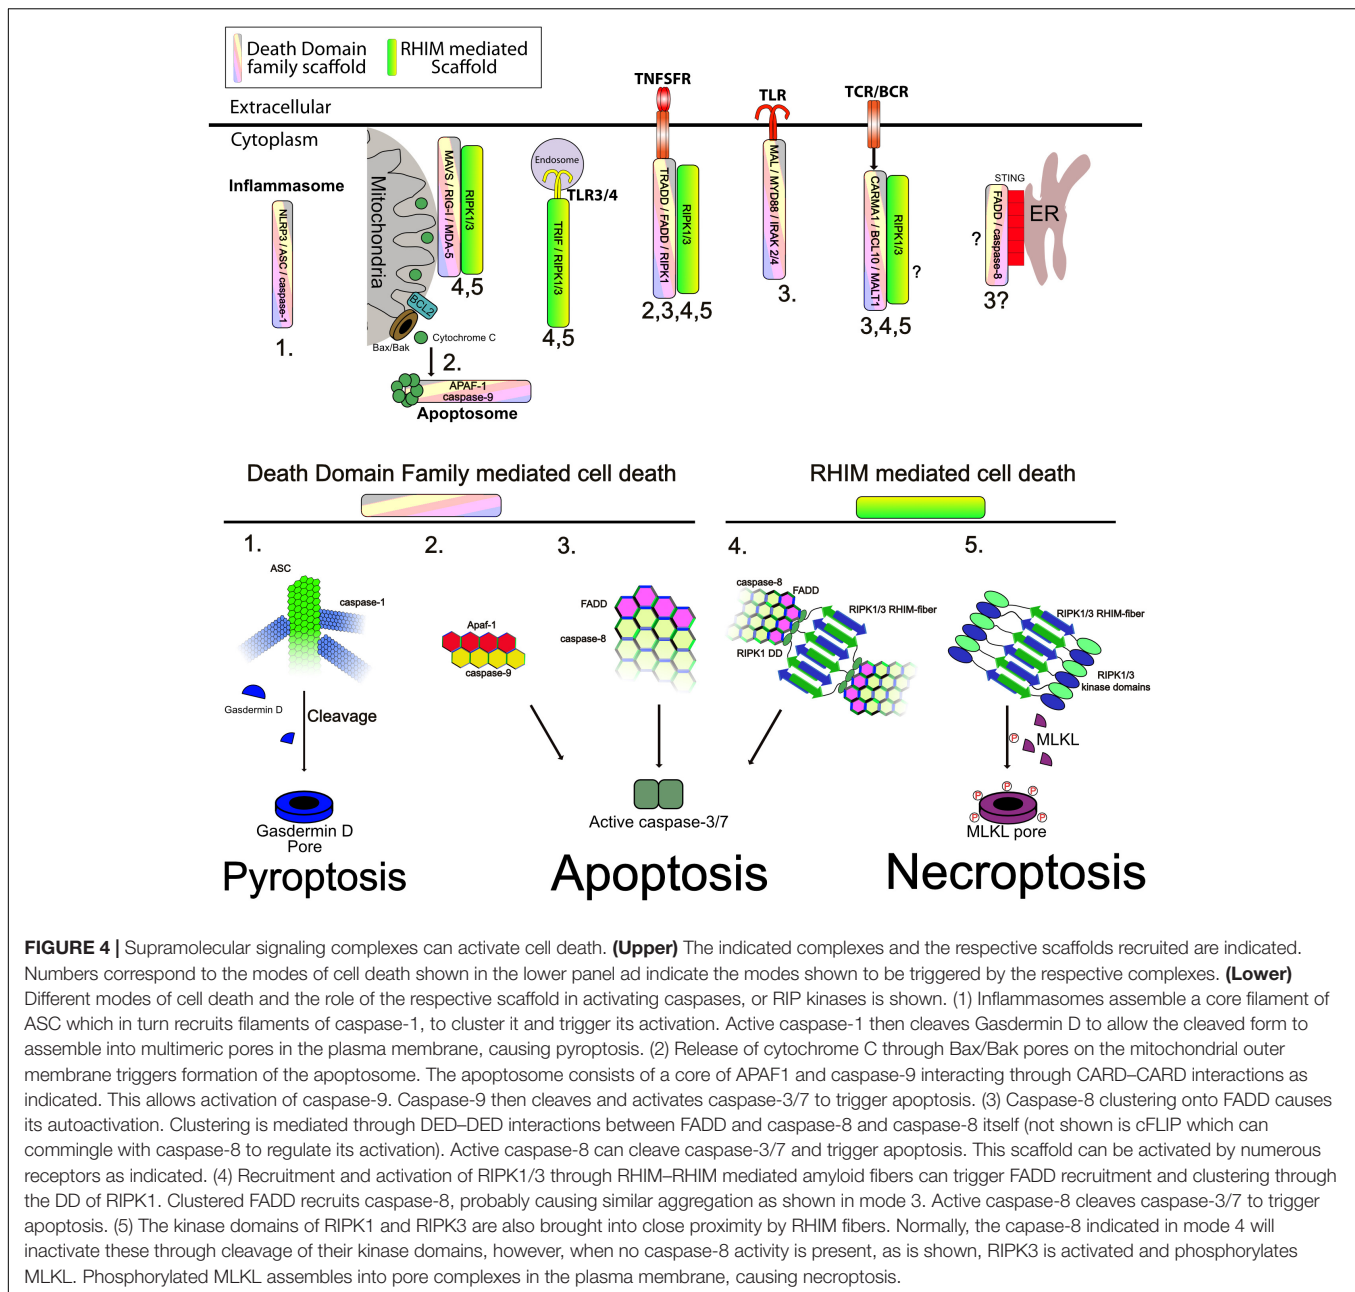 Death Domain
family scaffold
RHIM mediated
Scaffold
Extracellular
Cytoplasm
TNFSFR
TLR
TCR/BCR
Inflammasome
NLRP3 / ASC / caspase-1
1.
Mitochondria
MAVS / RIG-I / MDA-5
RIPK1/3
4,5
BCL2
Bax/Bak
Cytochrome C
2.
APAF-1
caspase-9
Apoptosome
Endosome
TLR3/4
TRIF / RIPK1/3
4,5
TRADD / FADD / RIPK1
RIPK1/3
2,3,4,5
MAL / MYD88 / IRAK 2/4
3.
CARMA1 / BCL10 / MALT1
RIPK1/3
?
3,4,5
STING
FADD / caspase-8
ER
?
3?
Death Domain Family mediated cell death
RHIM mediated cell death
1.
ASC
caspase-1
Gasdermin D
Cleavage
Gasdermin D
Pore
Pyroptosis
2.
Apaf-1
caspase-9
3.
FADD
caspase-8
Active caspase-3/7
Apoptosis
4.
caspase-8
FADD
RIPK1/3 RHIM-fiber
RIPK1 DD
5.
RIPK1/3 RHIM-fiber
RIPK1/3
kinase domains
P
MLKL
P
P
P
P
P
MLKL pore
Necroptosis
FIGURE 4 | Supramolecular signaling complexes can activate cell death. (Upper) The indicated complexes and the respective scaffolds recruited are indicated.
Numbers correspond to the modes of cell death shown in the lower panel ad indicate the modes shown to be triggered by the respective complexes. (Lower)
Different modes of cell death and the role of the respective scaffold in activating caspases, or RIP kinases is shown. (1) Inflammasomes assemble a core filament of
ASC which in turn recruits filaments of caspase-1, to cluster it and trigger its activation. Active caspase-1 then cleaves Gasdermin D to allow the cleaved form to
assemble into multimeric pores in the plasma membrane, causing pyroptosis. (2) Release of cytochrome C through Bax/Bak pores on the mitochondrial outer
membrane triggers formation of the apoptosome. The apoptosome consists of a core of APAF1 and caspase-9 interacting through CARD–CARD interactions as
indicated. This allows activation of caspase-9. Caspase-9 then cleaves and activates caspase-3/7 to trigger apoptosis. (3) Caspase-8 clustering onto FADD causes
its autoactivation. Clustering is mediated through DED–DED interactions between FADD and caspase-8 and caspase-8 itself (not shown is cFLIP which can
commingle with caspase-8 to regulate its activation). Active caspase-8 can cleave caspase-3/7 and trigger apoptosis. This scaffold can be activated by numerous
receptors as indicated. (4) Recruitment and activation of RIPK1/3 through RHIM–RHIM mediated amyloid fibers can trigger FADD recruitment and clustering through
the DD of RIPK1. Clustered FADD recruits caspase-8, probably causing similar aggregation as shown in mode 3. Active caspase-8 cleaves caspase-3/7 to trigger
apoptosis. (5) The kinase domains of RIPK1 and RIPK3 are also brought into close proximity by RHIM fibers. Normally, the capase-8 indicated in mode 4 will
inactivate these through cleavage of their kinase domains, however, when no caspase-8 activity is present, as is shown, RIPK3 is activated and phosphorylates
MLKL. Phosphorylated MLKL assembles into pore complexes in the plasma membrane, causing necroptosis.